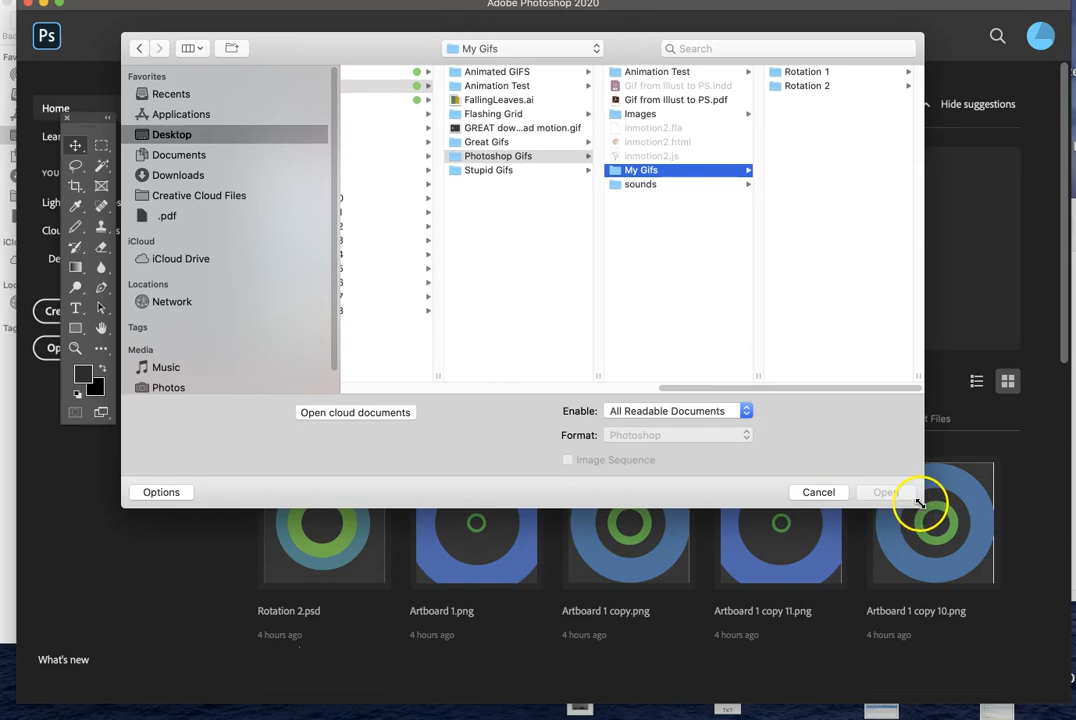 Adobe Photoshop 2020
Ps
My Gifs
Search
Favorites
Recents
Applications
Desktop
Documents
Downloads
Creative Cloud Files
.pdf
iCloud
iCloud Drive
Locations
Network
Tags
Media
Music
Photos
Animated GIFS
Animation Test
FallingLeaves.ai
Flashing Grid
GREAT dow...ad motion.gif
Great Gifs
Photoshop Gifs
Stupid Gifs
Animation Test
Gif from Illust to PS.indd
Gif from Illust to PS.pdf
Images
inmotion2.fla
inmotion2.html
inmotion2.js
My Gifs
sounds
Rotation 1
Rotation 2
Open cloud documents
Enable: All Readable Documents
Format: Photoshop
Image Sequence
Options
Cancel
Open
Home
Hide suggestions
Files
Rotation 2.psd
4 hours ago
Artboard 1.png
4 hours ago
Artboard 1 copy.png
4 hours ago
Artboard 1 copy 11.png
4 hours ago
Artboard 1 copy 10.png
4 hours ago
What's new
TXT